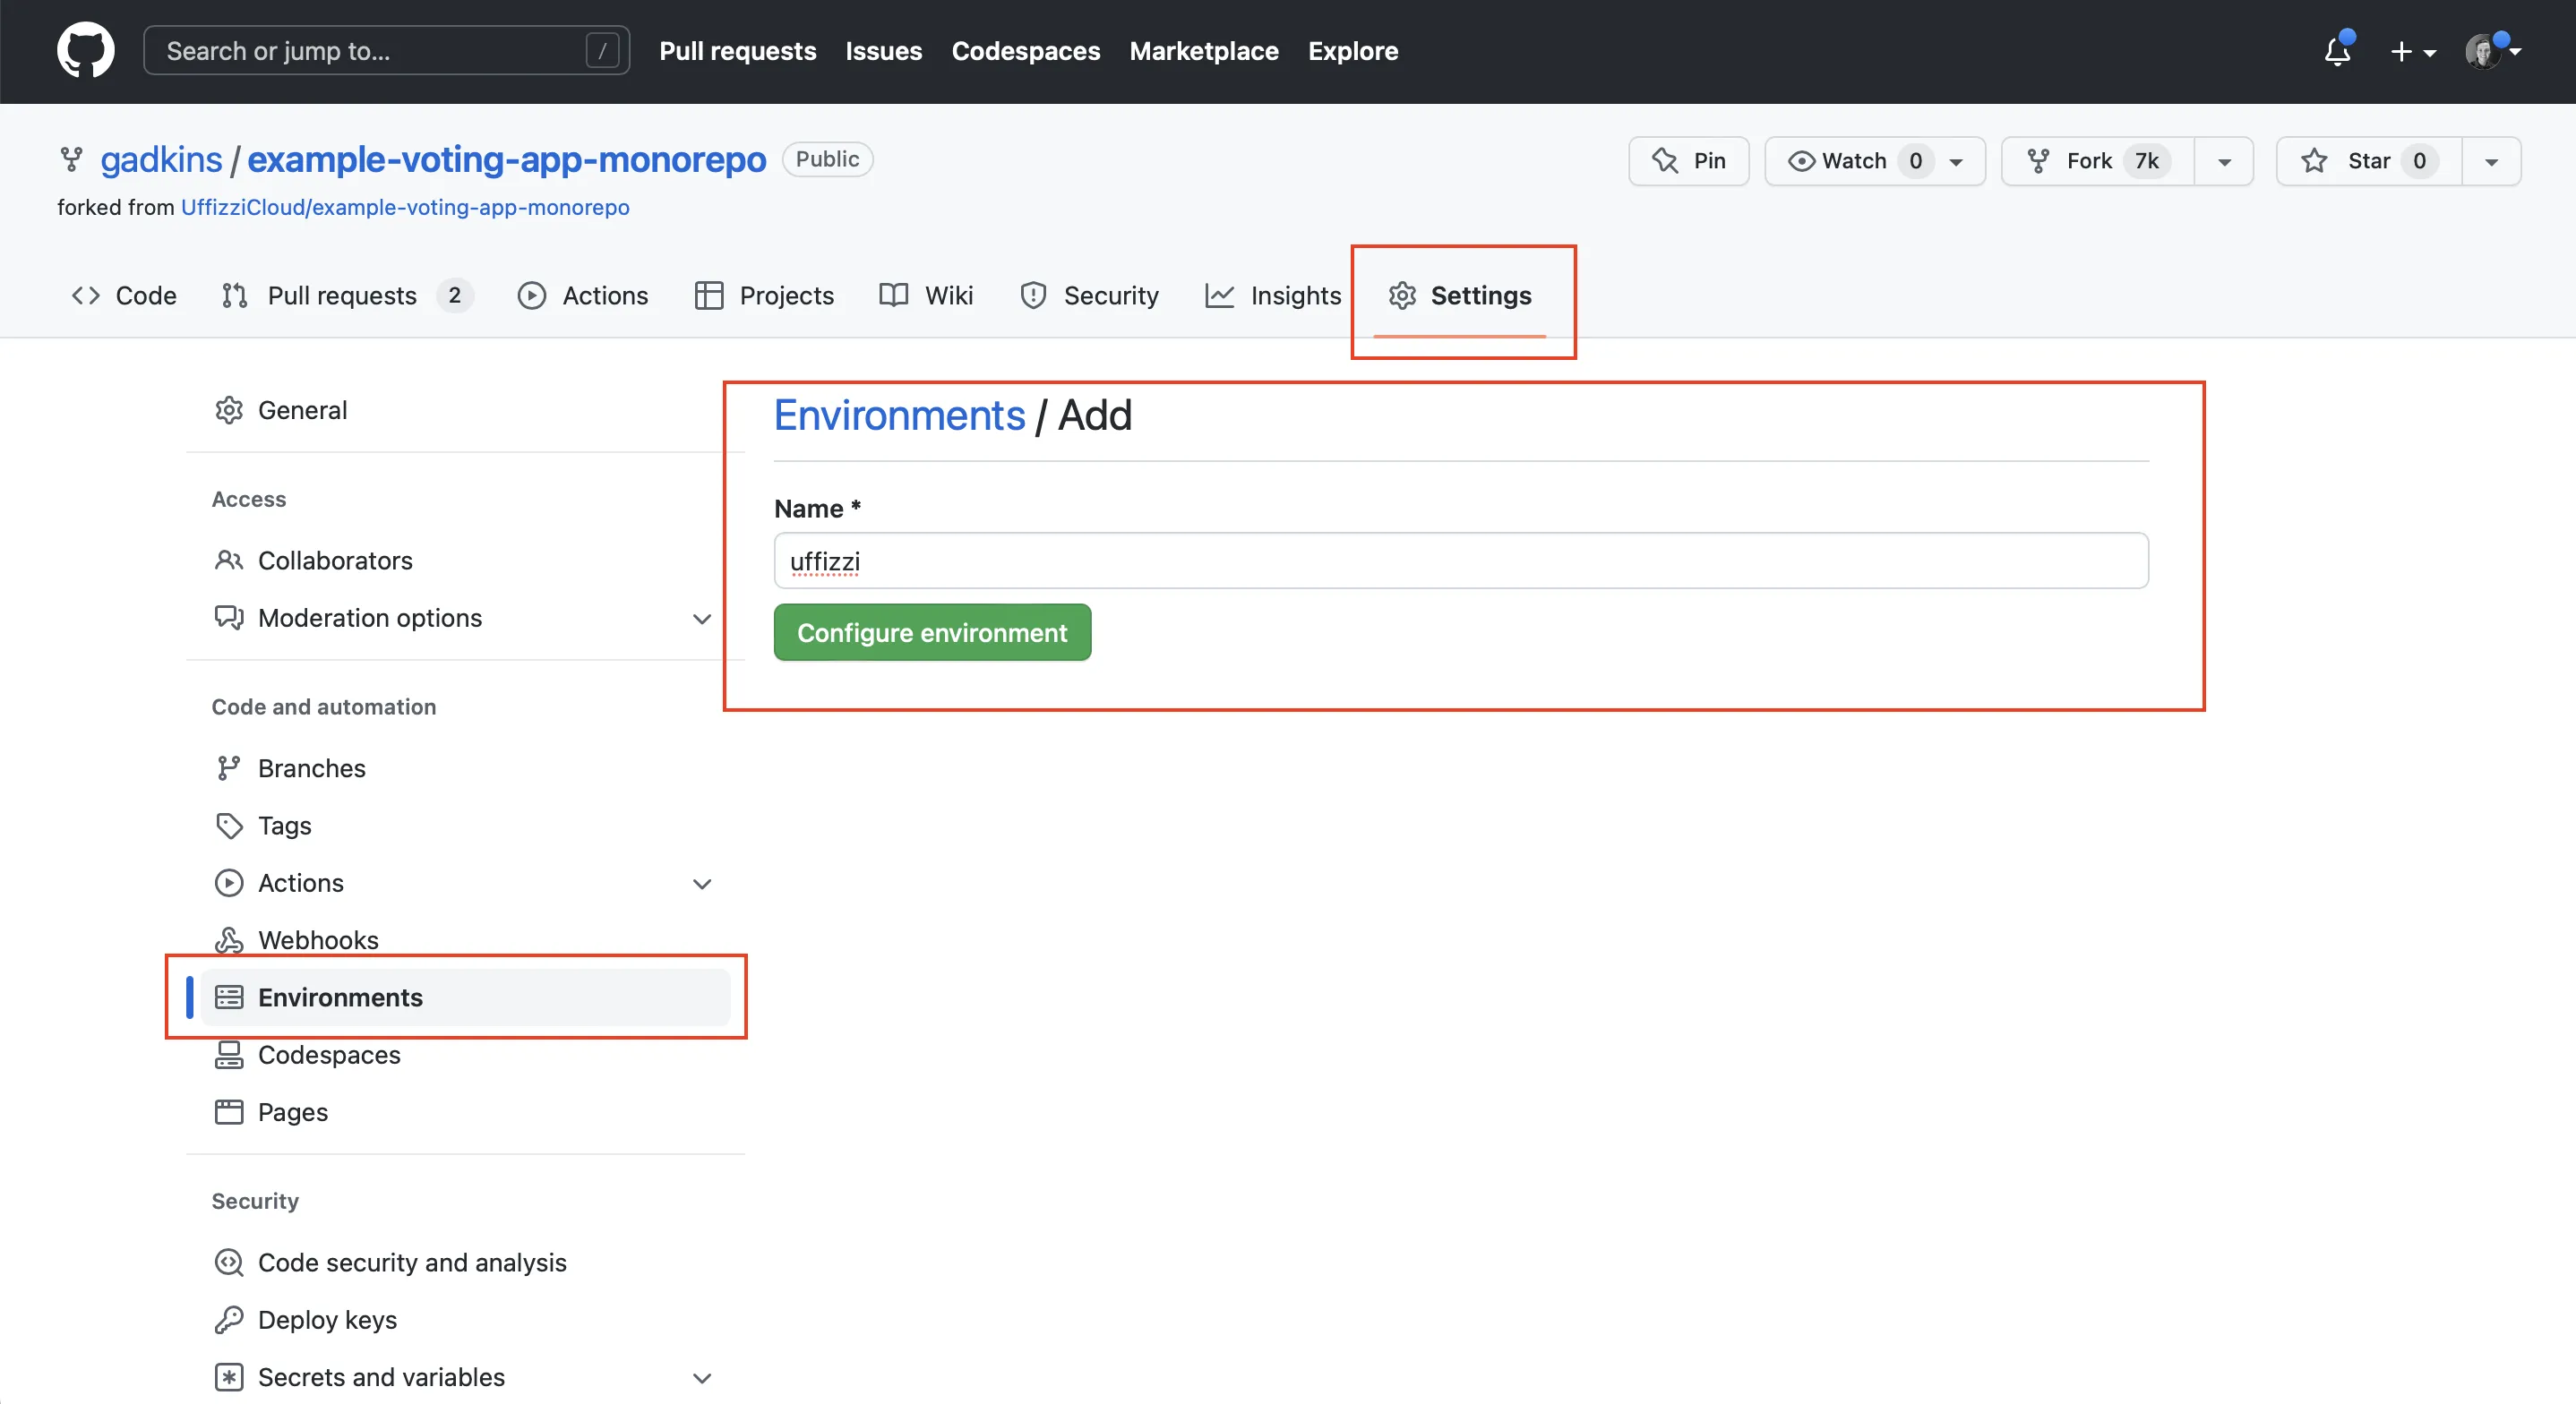 Search or jump to... / Pull requests Issues Codespaces Marketplace Explore
gadkins / example-voting-app-monorepo Public Pin Watch 0 Fork 7k Star 0
forked from UffizziCloud/example-voting-app-monorepo
Code Pull requests 2 Actions Projects Wiki Security Insights Settings
General
Access
Collaborators
Moderation options
Code and automation
Branches
Tags
Actions
Webhooks
Environments
Codespaces
Pages
Security
Code security and analysis
Deploy keys
Secrets and variables
Environments / Add
Name *
uffizzi
Configure environment